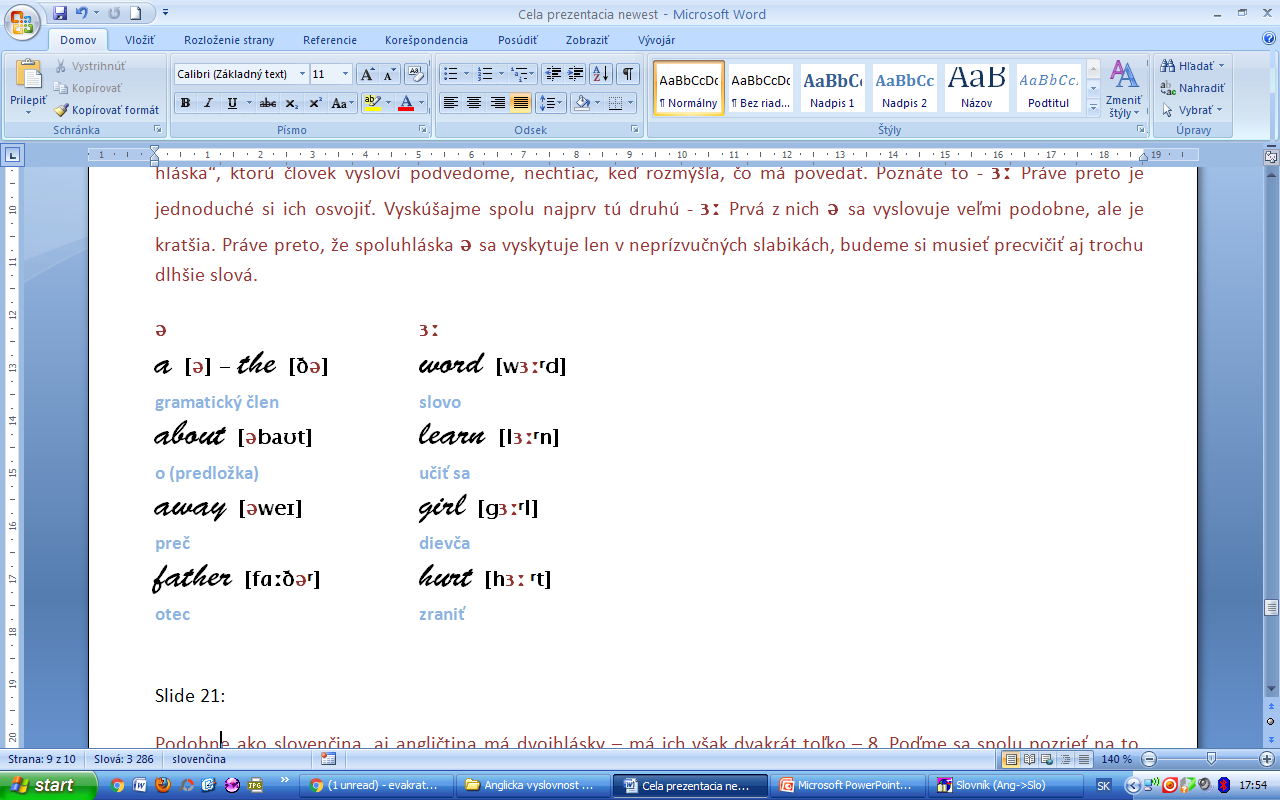 Cela prezentacia newest - Microsoft Word
Domov Vložiť Rozloženie strany Referencie Korešpondencia Posúdiť Zobraziť Vývojár
Prilepiť
Vystrihnúť
Kopírovať
Kopírovať formát
Calibri (Základný text) 11
AaBbCcDc AaBbCcDc AaBbC AaBbCc AaB AaBbCc.
¶ Normálny ¶ Bez riad... Nadpis 1 Nadpis 2 Názov Podtitul
Zmeniť štýly
Hľadať
Nahradiť
Vybrať
Schránka Písmo Odsek Štýly Úpravy
hláska“, ktorú človek vysloví podvedome, nechtiac, keď rozmýšľa, čo má povedať. Poznáte to - ɜː Práve preto je
jednoduché si ich osvojiť. Vyskúšajme spolu najprv tú druhú - ɜː Prvá z nich ə sa vyslovuje veľmi podobne, ale je
kratšia. Práve preto, že spoluhláska ə sa vyskytuje len v neprízvučných slabikách, budeme si musieť precvičiť aj trochu
dlhšie slová.
ə ɜː
a [ə] – the [ðə] word [wɜːʳd]
gramatický člen slovo
about [əbaʊt] learn [lɜːʳn]
o (predložka) učiť sa
away [əweɪ] girl [gɜːʳl]
preč dievča
father [fɑːðəʳ] hurt [hɜː ʳt]
otec zraniť
Slide 21:
Podobne ako slovenčina, aj angličtina má dvojhlásky – má ich však dvakrát toľko – 8. Poďme sa spolu pozrieť na to,
Strana: 9 z 10 Slová: 3 286 slovenčina 140 %
start (1 unread) - evakrat... Anglicka vyslovnost ... Cela prezentacia ne... Microsoft PowerPoint... Slovník (Ang->Slo) SK 17:54